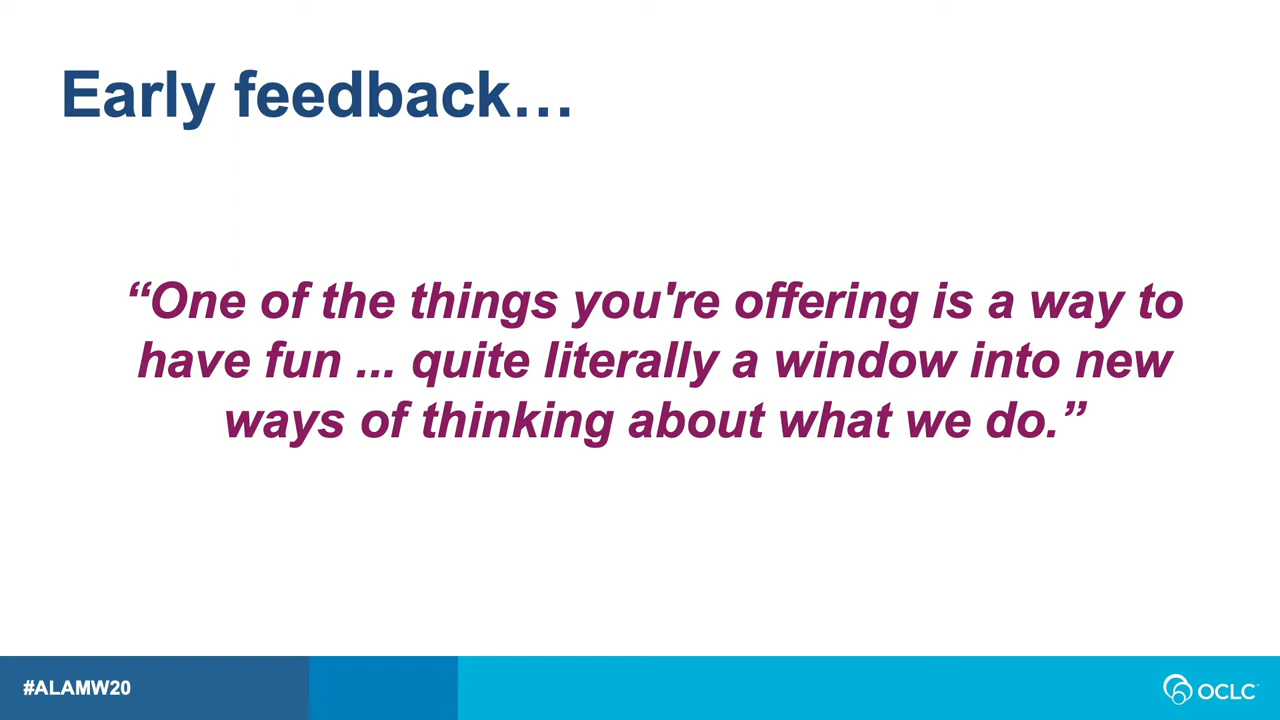 Early feedback…
“One of the things you're offering is a way to
have fun ... quite literally a window into new
ways of thinking about what we do.”
#ALAMW20
OCLC